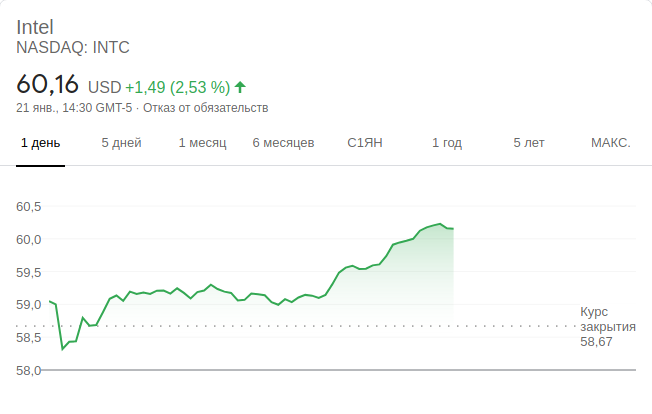 Intel
NASDAQ: INTC
60,16 USD +1,49 (2,53 %)
21 янв., 14:30 GMT-5 · Отказ от обязательств
1 день 5 дней 1 месяц 6 месяцев С1ЯН 1 год 5 лет МАКС.
60,5
60,0
59,5
59,0
58,5
58,0
Курс
закрытия
58,67